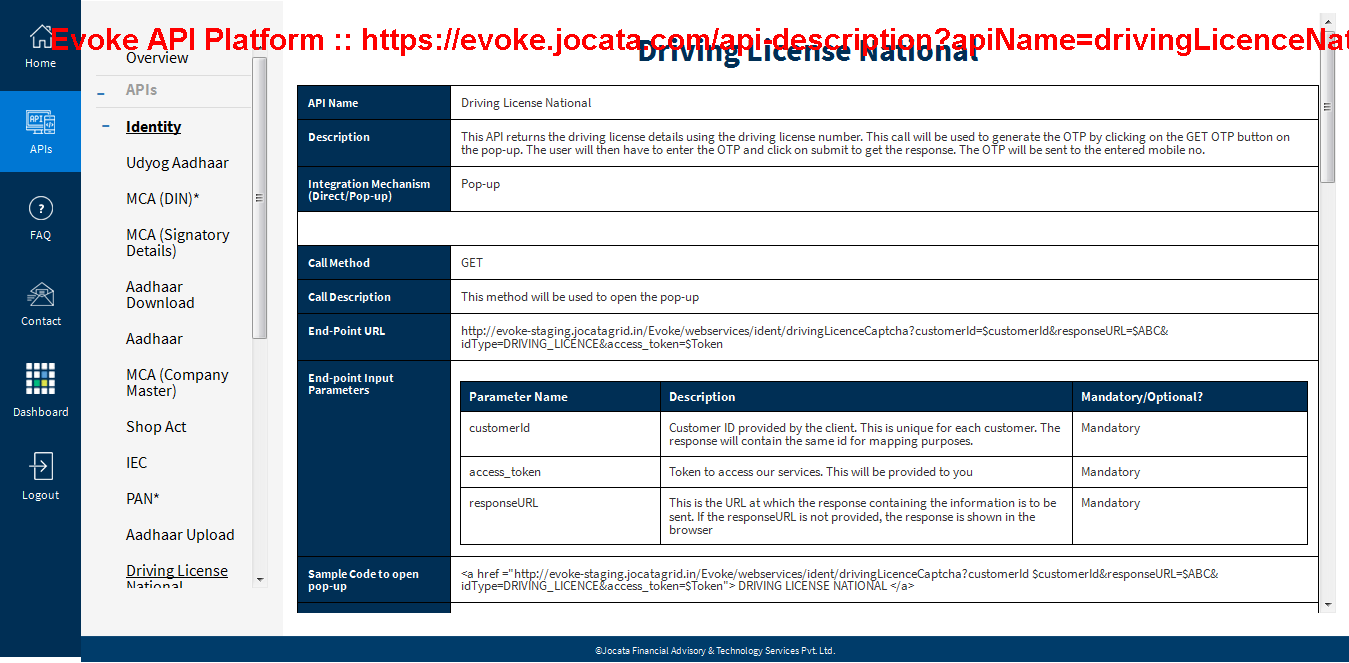 Evoke API Platform :: https://evoke.jocata.com/api-description?apiName=drivingLicenceNat
Home
APIs
FAQ
Contact
Dashboard
Logout
Overview
APIs
Identity
Udyog Aadhaar
MCA (DIN)*
MCA (Signatory
Details)
Aadhaar
Download
Aadhaar
MCA (Company
Master)
Shop Act
IEC
PAN*
Aadhaar Upload
Driving License
National
Driving License National
API Name
Driving License National
Description
This API returns the driving license details using the driving license number. This call will be used to generate the OTP by clicking on the GET OTP button on
the pop-up. The user will then have to enter the OTP and click on submit to get the response. The OTP will be sent to the entered mobile no.
Integration Mechanism
(Direct/Pop-up)
Pop-up
Call Method
GET
Call Description
This method will be used to open the pop-up
End-Point URL
http://evoke-staging.jocatagrid.in/Evoke/webservices/ident/drivingLicenceCaptcha?customerId=$customerId&responseURL=$ABC&
idType=DRIVING_LICENCE&access_token=$Token
End-point Input
Parameters
Parameter Name
Description
Mandatory/Optional?
customerId
Customer ID provided by the client. This is unique for each customer. The
response will contain the same id for mapping purposes.
Mandatory
access_token
Token to access our services. This will be provided to you
Mandatory
responseURL
This is the URL at which the response containing the information is to be
sent. If the responseURL is not provided, the response is shown in the
browser
Mandatory
Sample Code to open
pop-up
<a href ="http://evoke-staging.jocatagrid.in/Evoke/webservices/ident/drivingLicenceCaptcha?customerId $customerId&responseURL=$ABC&
idType=DRIVING_LICENCE&access_token=$Token"> DRIVING LICENSE NATIONAL </a>
©Jocata Financial Advisory & Technology Services Pvt. Ltd.